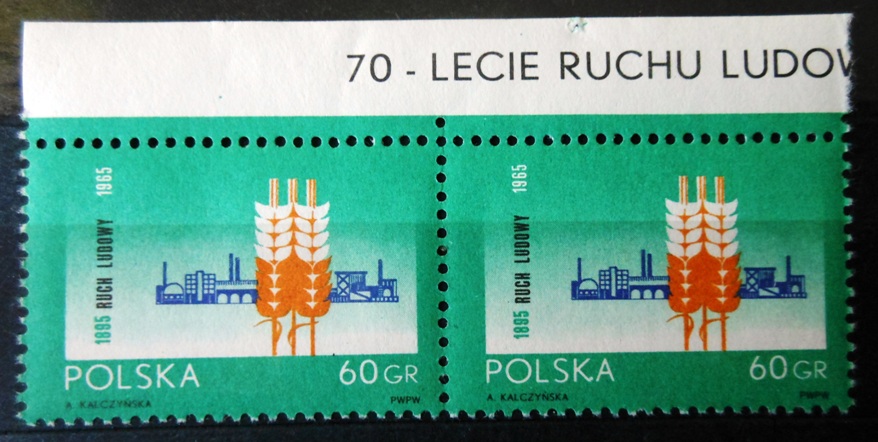 70 - LECIE RUCHU LUDOW
1895 RUCH LUDOWY 1965
POLSKA 60 GR
A. KALCZYŃSKA PWPW
1895 RUCH LUDOWY 1965
POLSKA 60 GR
A. KALCZYŃSKA PWPW